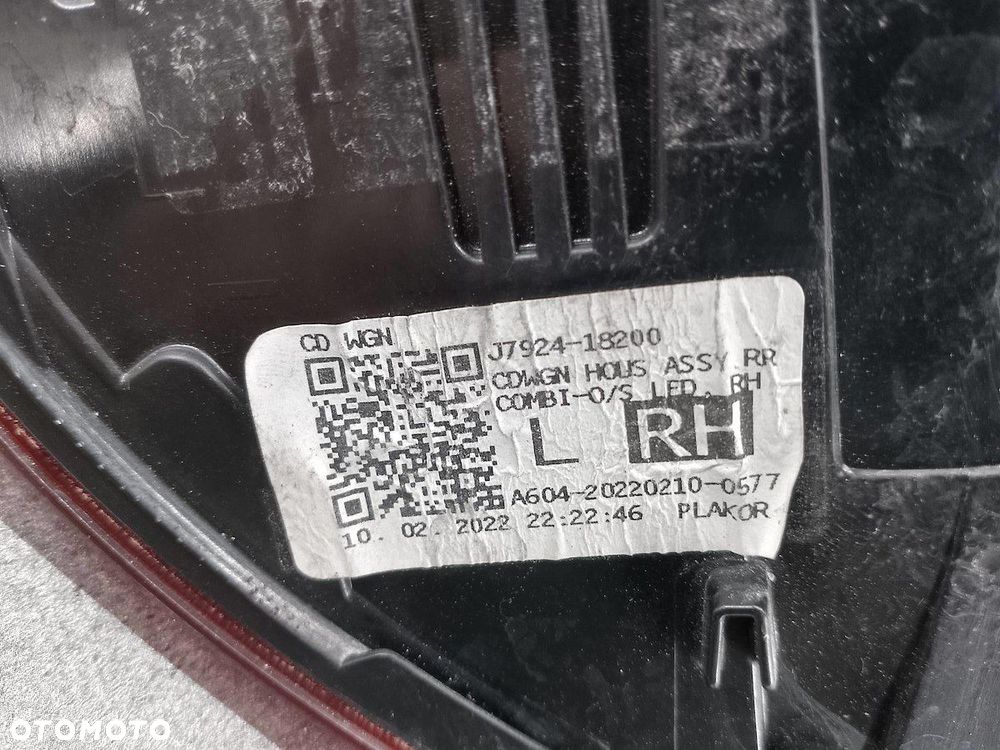 CD WGN
J7924-18200
CDWGN HOUS ASSY RR
COMBI-O/S LED, RH
L RH
A604-20220210-0577
10. 02. 2022 22:22:46 PLAKOR
OTOMOTO